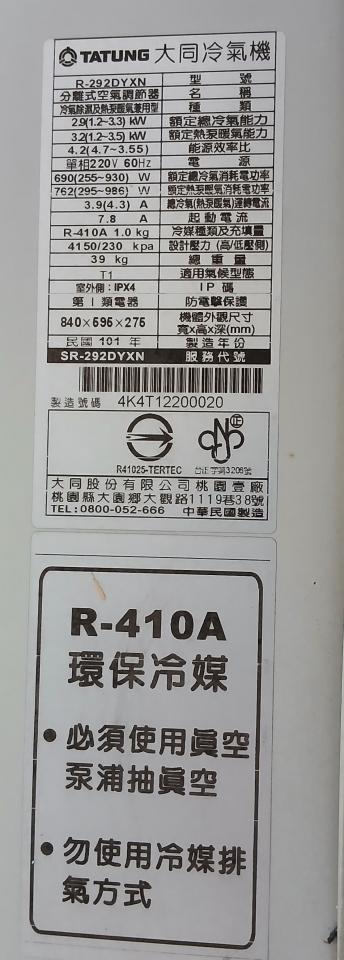 TATUNG 大同冷氣機
R-292DYXN 型號
分離式空氣調節器 名稱
冷氣除濕及熱泵暖氣兼用型 種類
2.9(1.2~3.3) kW 額定總冷氣能力
3.2(1.2~3.5) kW 額定熱泵暖氣能力
4.2(4.7~3.55) 能源效率比
單相220V 60Hz 電源
690(255~930) W 額定總冷氣消耗電功率
762(295~986) W 額定熱泵暖氣消耗電功率
3.9(4.3) A 總冷氣(熱泵暖氣)運轉電流
7.8 A 起動電流
R-410A 1.0 kg 冷媒種類及充填量
4150/230 kpa 設計壓力 (高/低壓側)
39 kg 總重量
T1 適用氣候型態
室外側：IPX4 IP碼
第 I 類電器 防電擊保護
840×596×275 機體外觀尺寸
寬x高x深(mm)
民國 101 年 製造年份
SR-292DYXN 服務代號
製造號碼 4K4T12200020
R41025-TERTEC 台正字第3206號
大同股份有限公司桃園壹廠
桃園縣大園鄉大觀路1119巷38號
TEL:0800-052-666 中華民國製造
R-410A
環保冷媒
• 必須使用真空
泵浦抽真空
• 勿使用冷媒排
氣方式